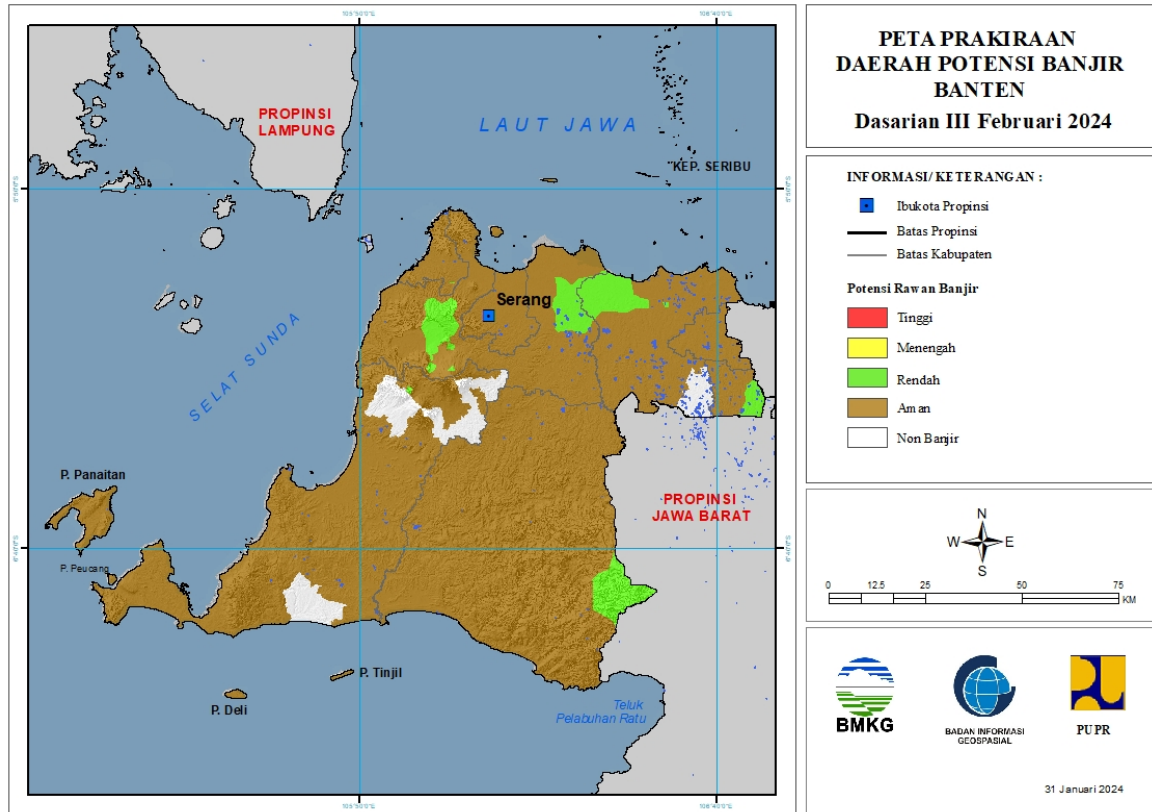 PETA PRAKIRAAN
DAERAH POTENSI BANJIR
BANTEN
Dasarian III Februari 2024
INFORMASI/ KETERANGAN :
Ibukota Propinsi
Batas Propinsi
Batas Kabupaten
Potensi Rawan Banjir
Tinggi
Menengah
Rendah
Aman
Non Banjir
N
W E
S
0 12.5 25 50 75
KM
BMKG
BADAN INFORMASI
GEOSPASIAL
PUPR
31 Januari 2024
PROPINSI
LAMPUNG
LAUT JAWA
KEP. SERIBU
Serang
SELAT SUNDA
P. Panaitan
P. Peucang
PROPINSI
JAWA BARAT
P. Tinjil
P. Deli
Teluk
Pelabuhan Ratu